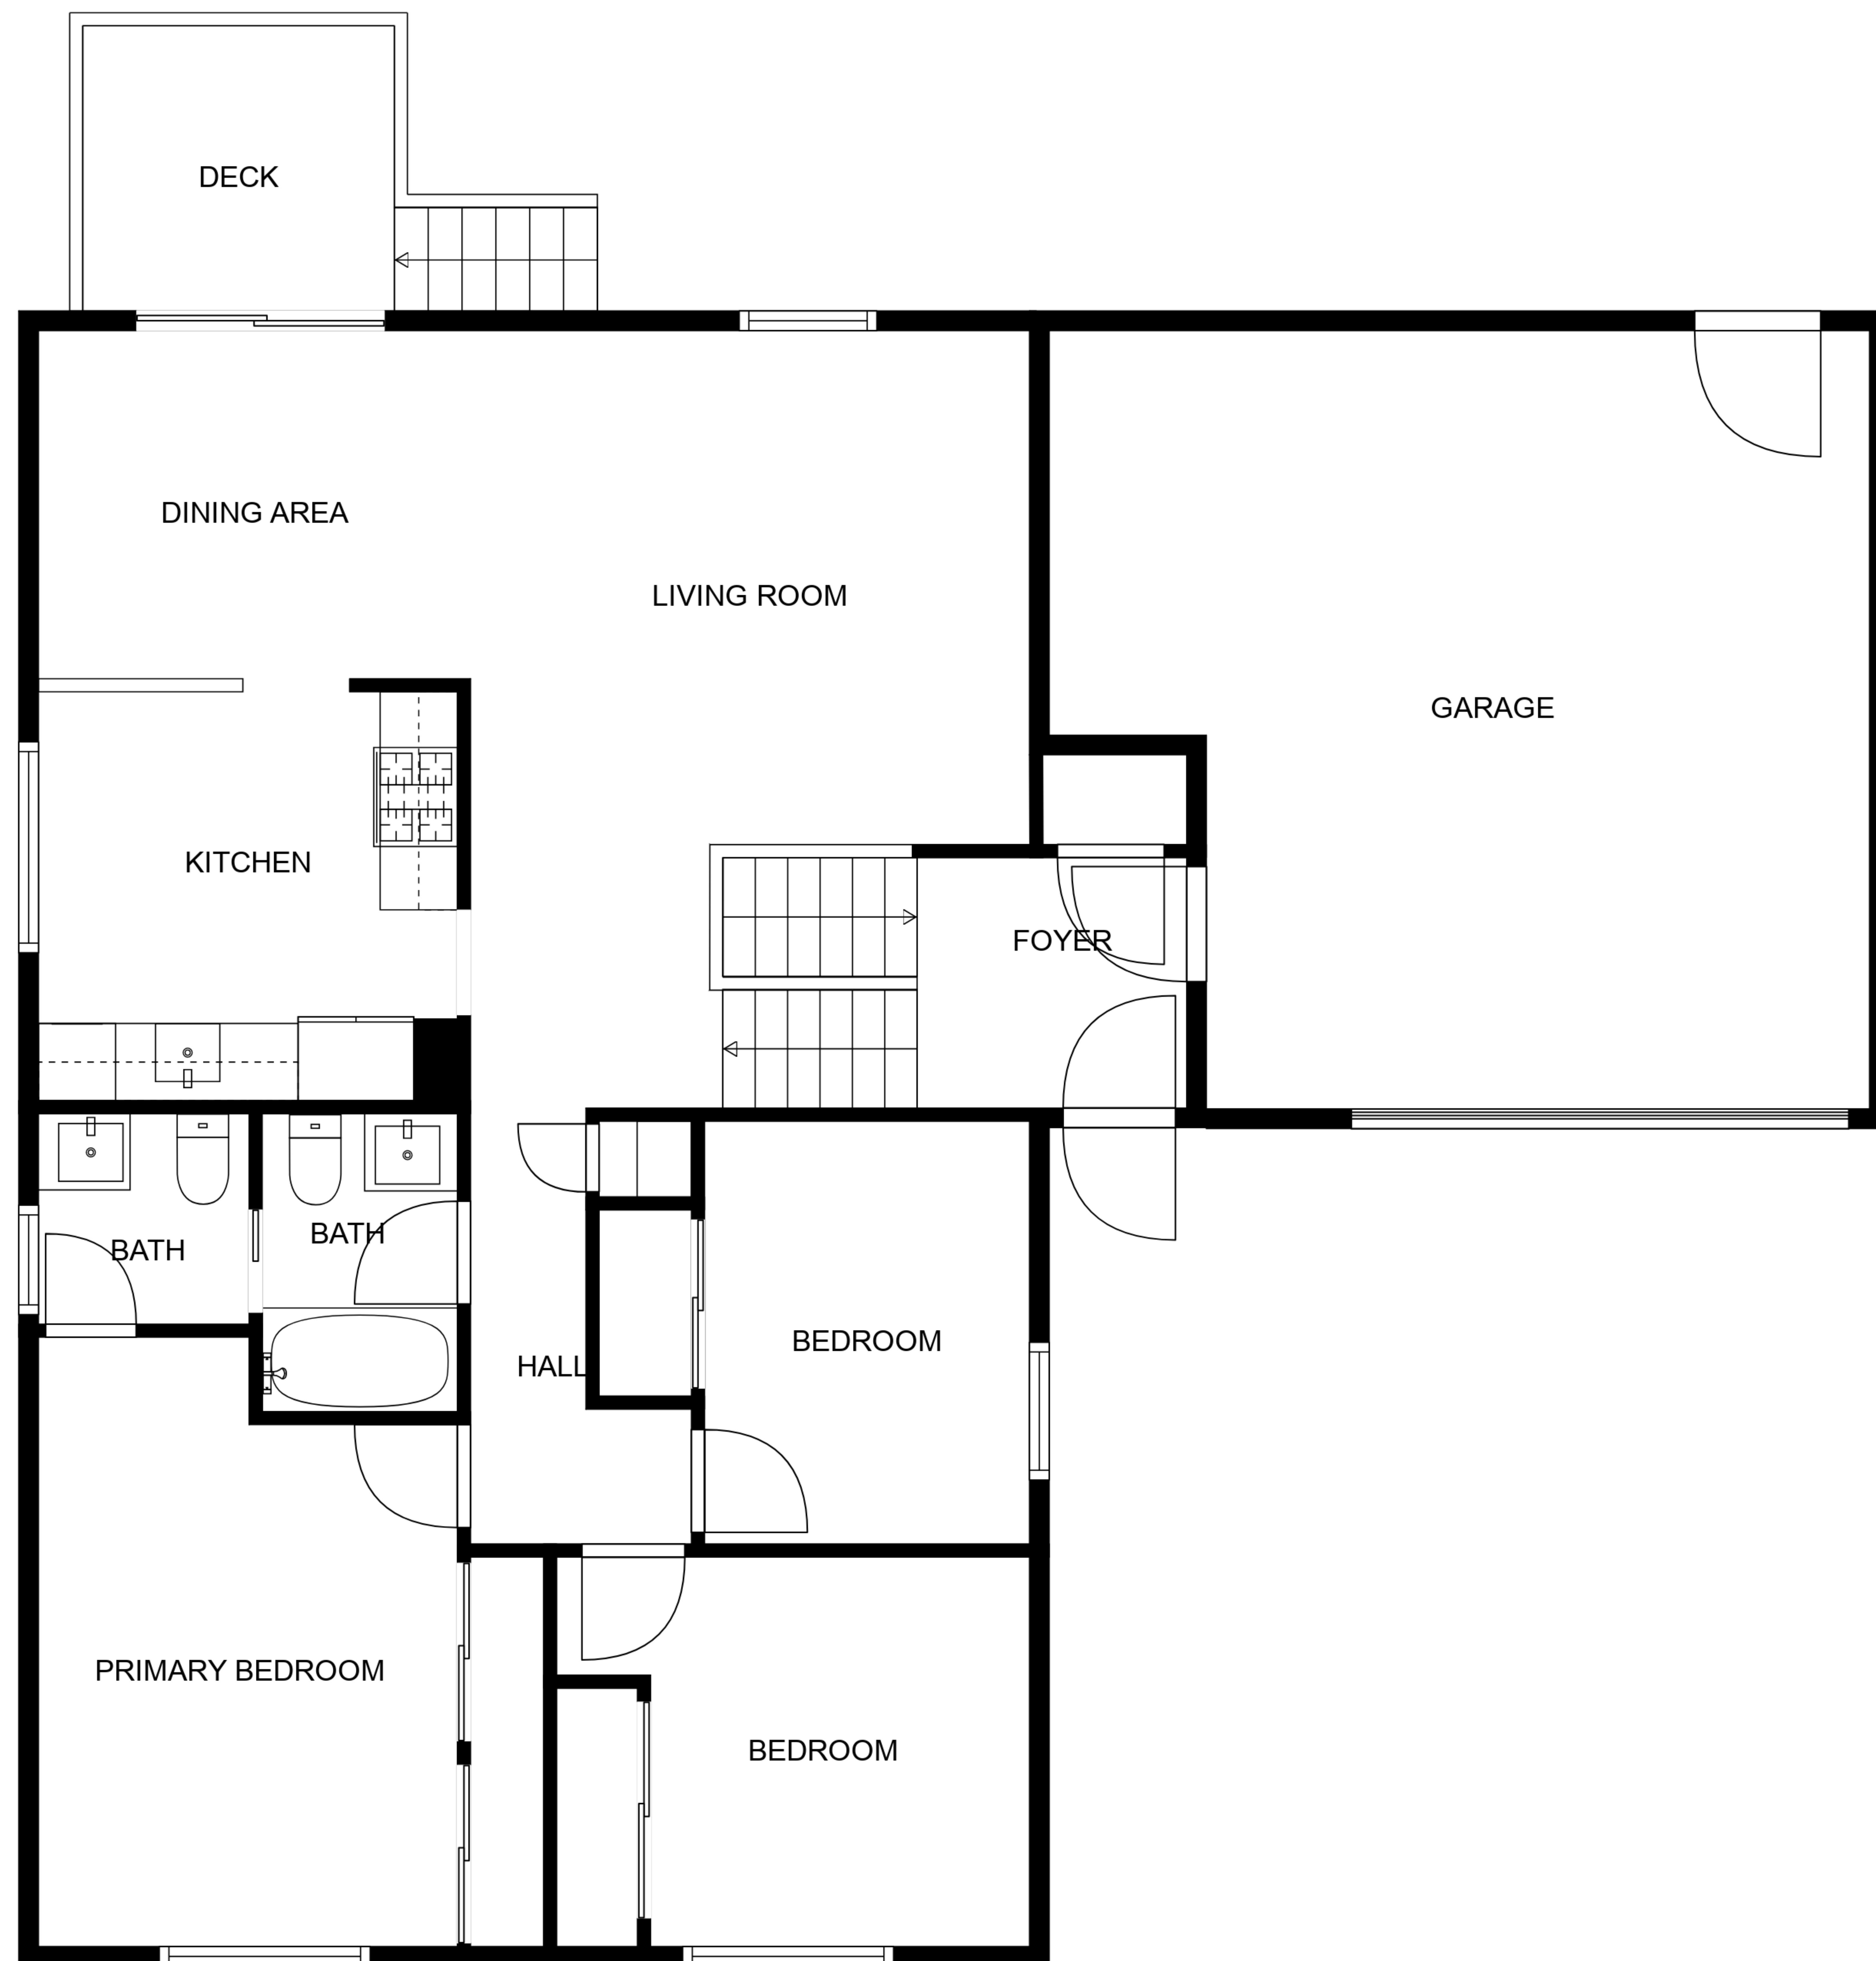 DECK
DINING AREA
LIVING ROOM
GARAGE
KITCHEN
FOYER
BATH
BATH
BEDROOM
HALL
PRIMARY BEDROOM
BEDROOM